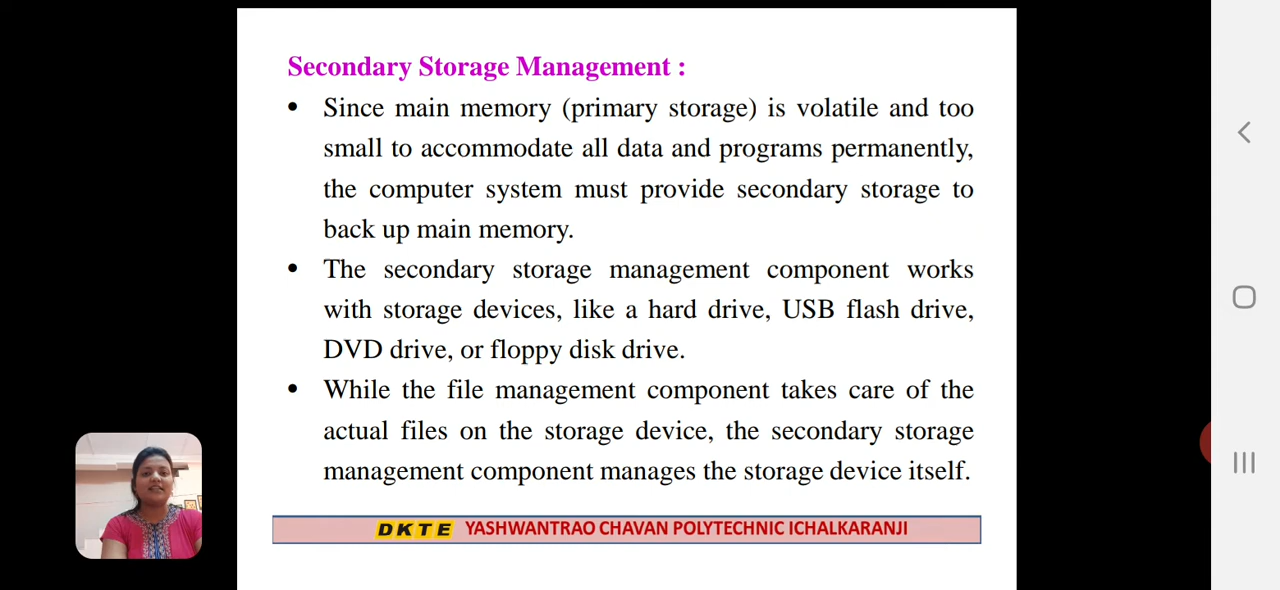 Secondary Storage Management :
• Since main memory (primary storage) is volatile and too
small to accommodate all data and programs permanently,
the computer system must provide secondary storage to
back up main memory.
• The secondary storage management component works
with storage devices, like a hard drive, USB flash drive,
DVD drive, or floppy disk drive.
• While the file management component takes care of the
actual files on the storage device, the secondary storage
management component manages the storage device itself.
DKTE YASHWANTRAO CHAVAN POLYTECHNIC ICHALKARANJI